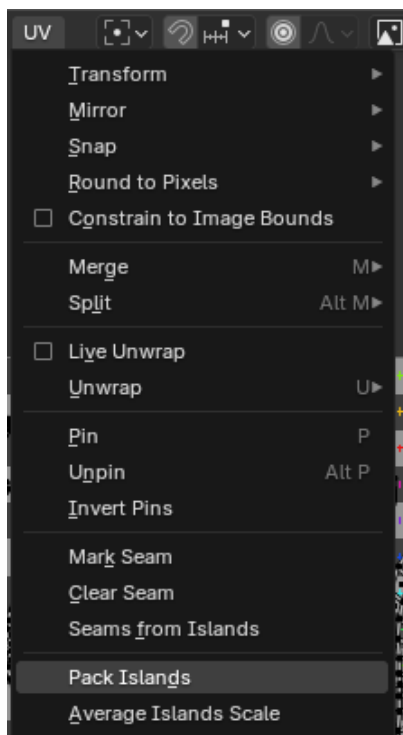 UV
Transform
Mirror
Snap
Round to Pixels
Constrain to Image Bounds
Merge M
Split Alt M
Live Unwrap
Unwrap U
Pin P
Unpin Alt P
Invert Pins
Mark Seam
Clear Seam
Seams from Islands
Pack Islands
Average Islands Scale